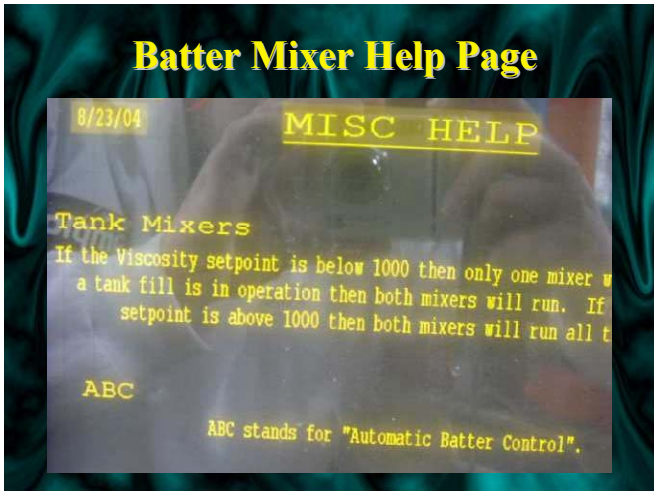 Batter Mixer Help Page
8/23/04
MISC HELP
Tank Mixers
If the Viscosity setpoint is below 1000 then only one mixer
a tank fill is in operation then both mixers will run. If
setpoint is above 1000 then both mixers will run all
ABC
ABC stands for "Automatic Batter Control".